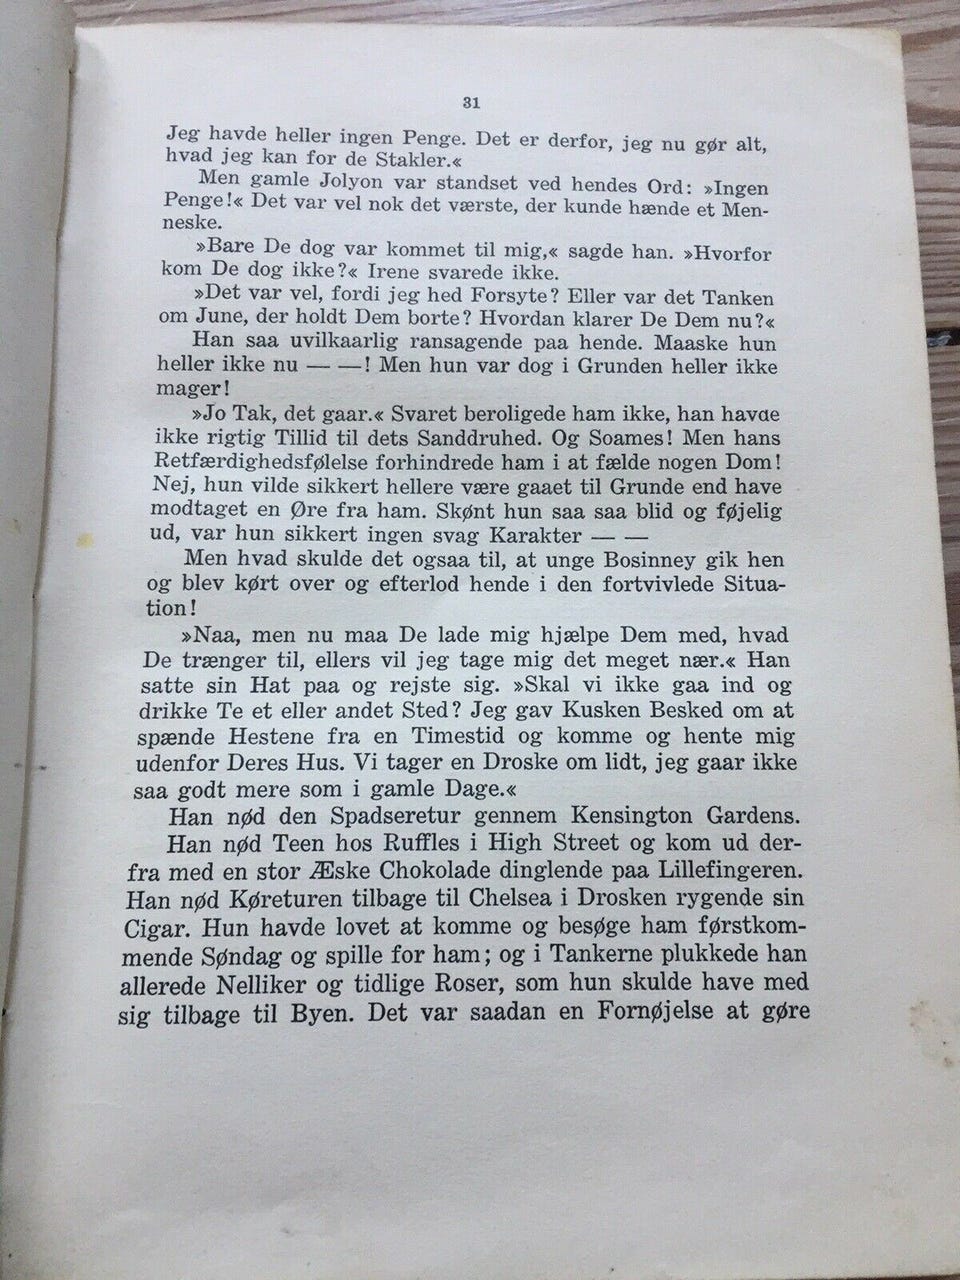 31
Jeg havde heller ingen Penge. Det er derfor, jeg nu gør alt,
hvad jeg kan for de Stakler.«
Men gamle Jolyon var standset ved hendes Ord: »Ingen
Penge!« Det var vel nok det værste, der kunde hænde et Men-
neske.
»Bare De dog var kommet til mig,« sagde han. »Hvorfor
kom De dog ikke?« Irene svarede ikke.
»Det var vel, fordi jeg hed Forsyte? Eller var det Tanken
om June, der holdt Dem borte? Hvordan klarer De Dem nu?«
Han saa uvilkaarlig ransagende paa hende. Maaske hun
heller ikke nu — —! Men hun var dog i Grunden heller ikke
mager!
»Jo Tak, det gaar.« Svaret beroligede ham ikke, han havde
ikke rigtig Tillid til dets Sanddruhed. Og Soames! Men hans
Retfærdighedsfølelse forhindrede ham i at fælde nogen Dom!
Nej, hun vilde sikkert hellere være gaaet til Grunde end have
modtaget en Øre fra ham. Skønt hun saa saa blid og føjelig
ud, var hun sikkert ingen svag Karakter — —
Men hvad skulde det ogsaa til, at unge Bosinney gik hen
og blev kørt over og efterlod hende i den fortvivlede Situa-
tion!
»Naa, men nu maa De lade mig hjælpe Dem med, hvad
De trænger til, ellers vil jeg tage mig det meget nær.« Han
satte sin Hat paa og rejste sig. »Skal vi ikke gaa ind og
drikke Te et eller andet Sted? Jeg gav Kusken Besked om at
spænde Hestene fra en Timestid og komme og hente mig
udenfor Deres Hus. Vi tager en Droske om lidt, jeg gaar ikke
saa godt mere som i gamle Dage.«
Han nød den Spadseretur gennem Kensington Gardens.
Han nød Teen hos Ruffles i High Street og kom ud der-
fra med en stor Æske Chokolade dinglende paa Lillefingeren.
Han nød Køreturen tilbage til Chelsea i Drosken rygende sin
Cigar. Hun havde lovet at komme og besøge ham førstkom-
mende Søndag og spille for ham; og i Tankerne plukkede han
allerede Nelliker og tidlige Roser, som hun skulde have med
sig tilbage til Byen. Det var saadan en Fornøjelse at gøre